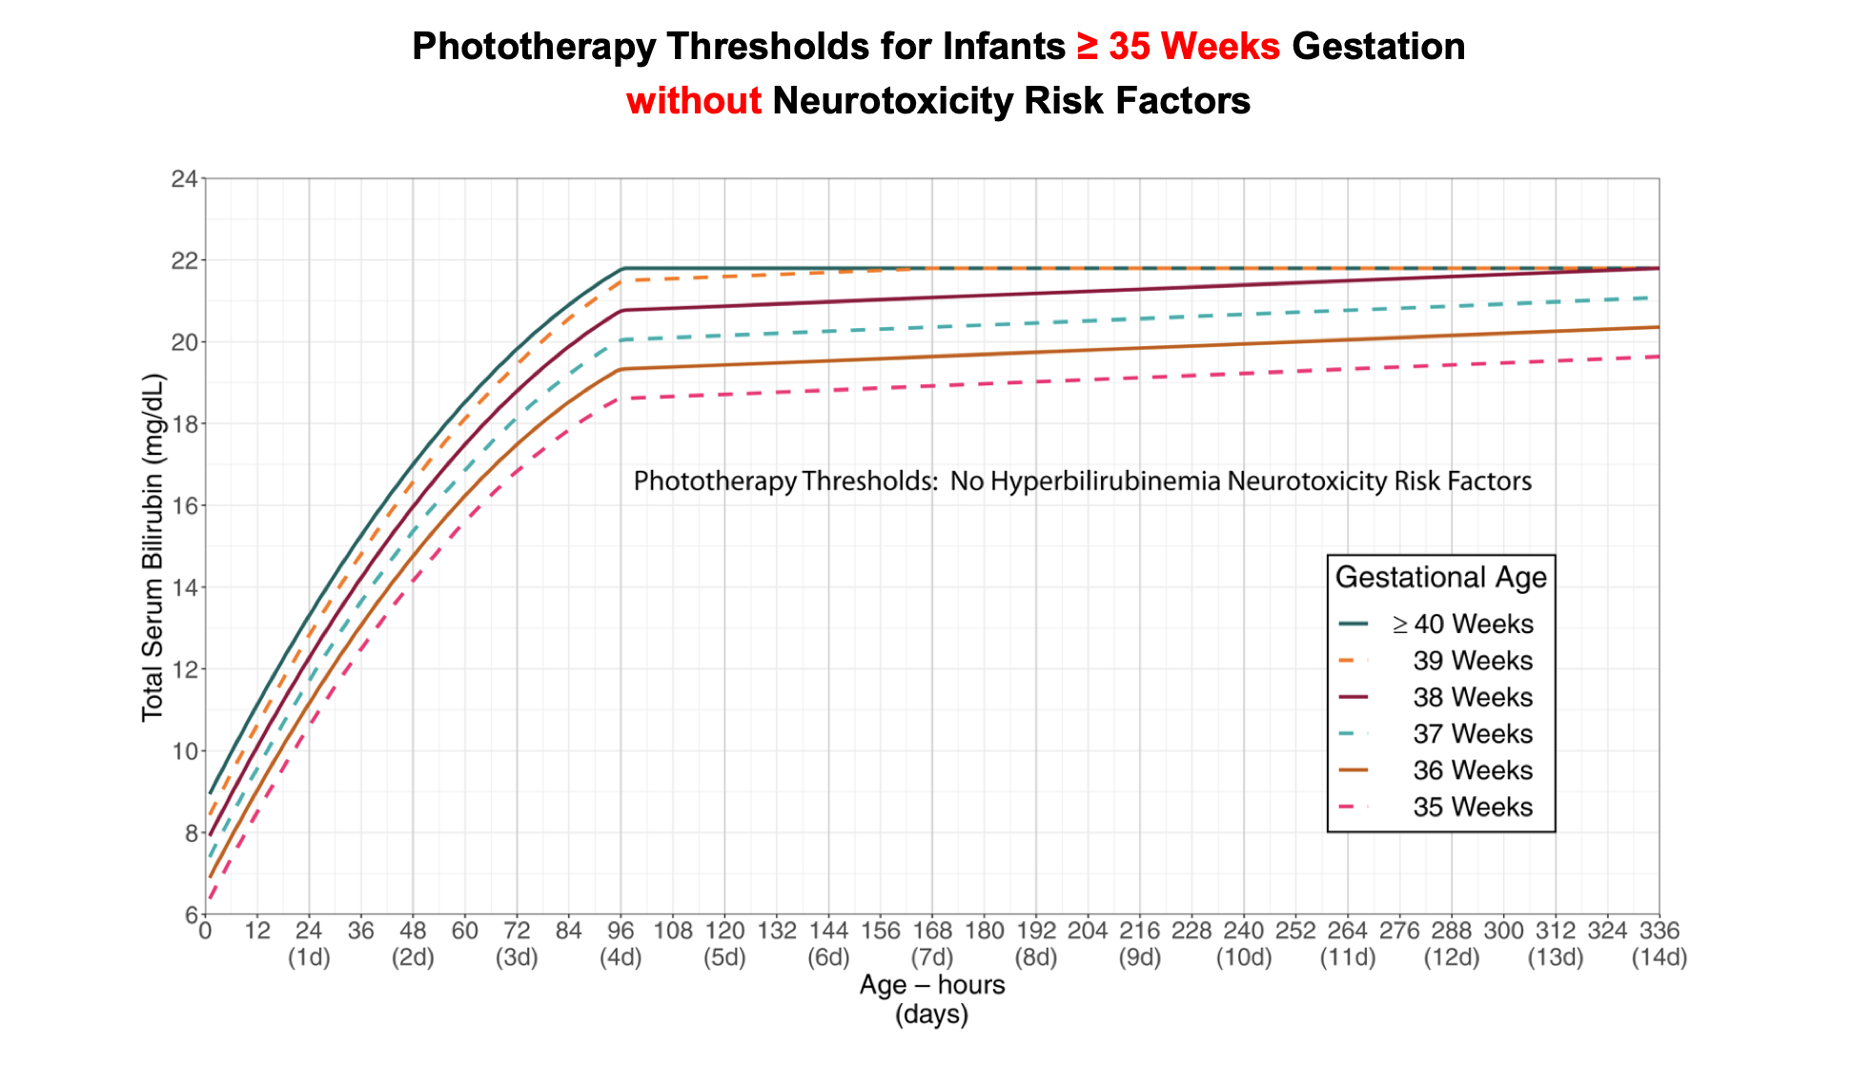 Phototherapy Thresholds for Infants ≥ 35 Weeks Gestation
without Neurotoxicity Risk Factors
Total Serum Bilirubin (mg/dL)
24
22
20
18
16
14
12
10
8
6
Phototherapy Thresholds: No Hyperbilirubinemia Neurotoxicity Risk Factors
Gestational Age
≥ 40 Weeks
39 Weeks
38 Weeks
37 Weeks
36 Weeks
35 Weeks
0 12 24 36 48 60 72 84 96 108 120 132 144 156 168 180 192 204 216 228 240 252 264 276 288 300 312 324 336
(1d) (2d) (3d) (4d) (5d) (6d) (7d) (8d) (9d) (10d) (11d) (12d) (13d) (14d)
Age – hours
(days)